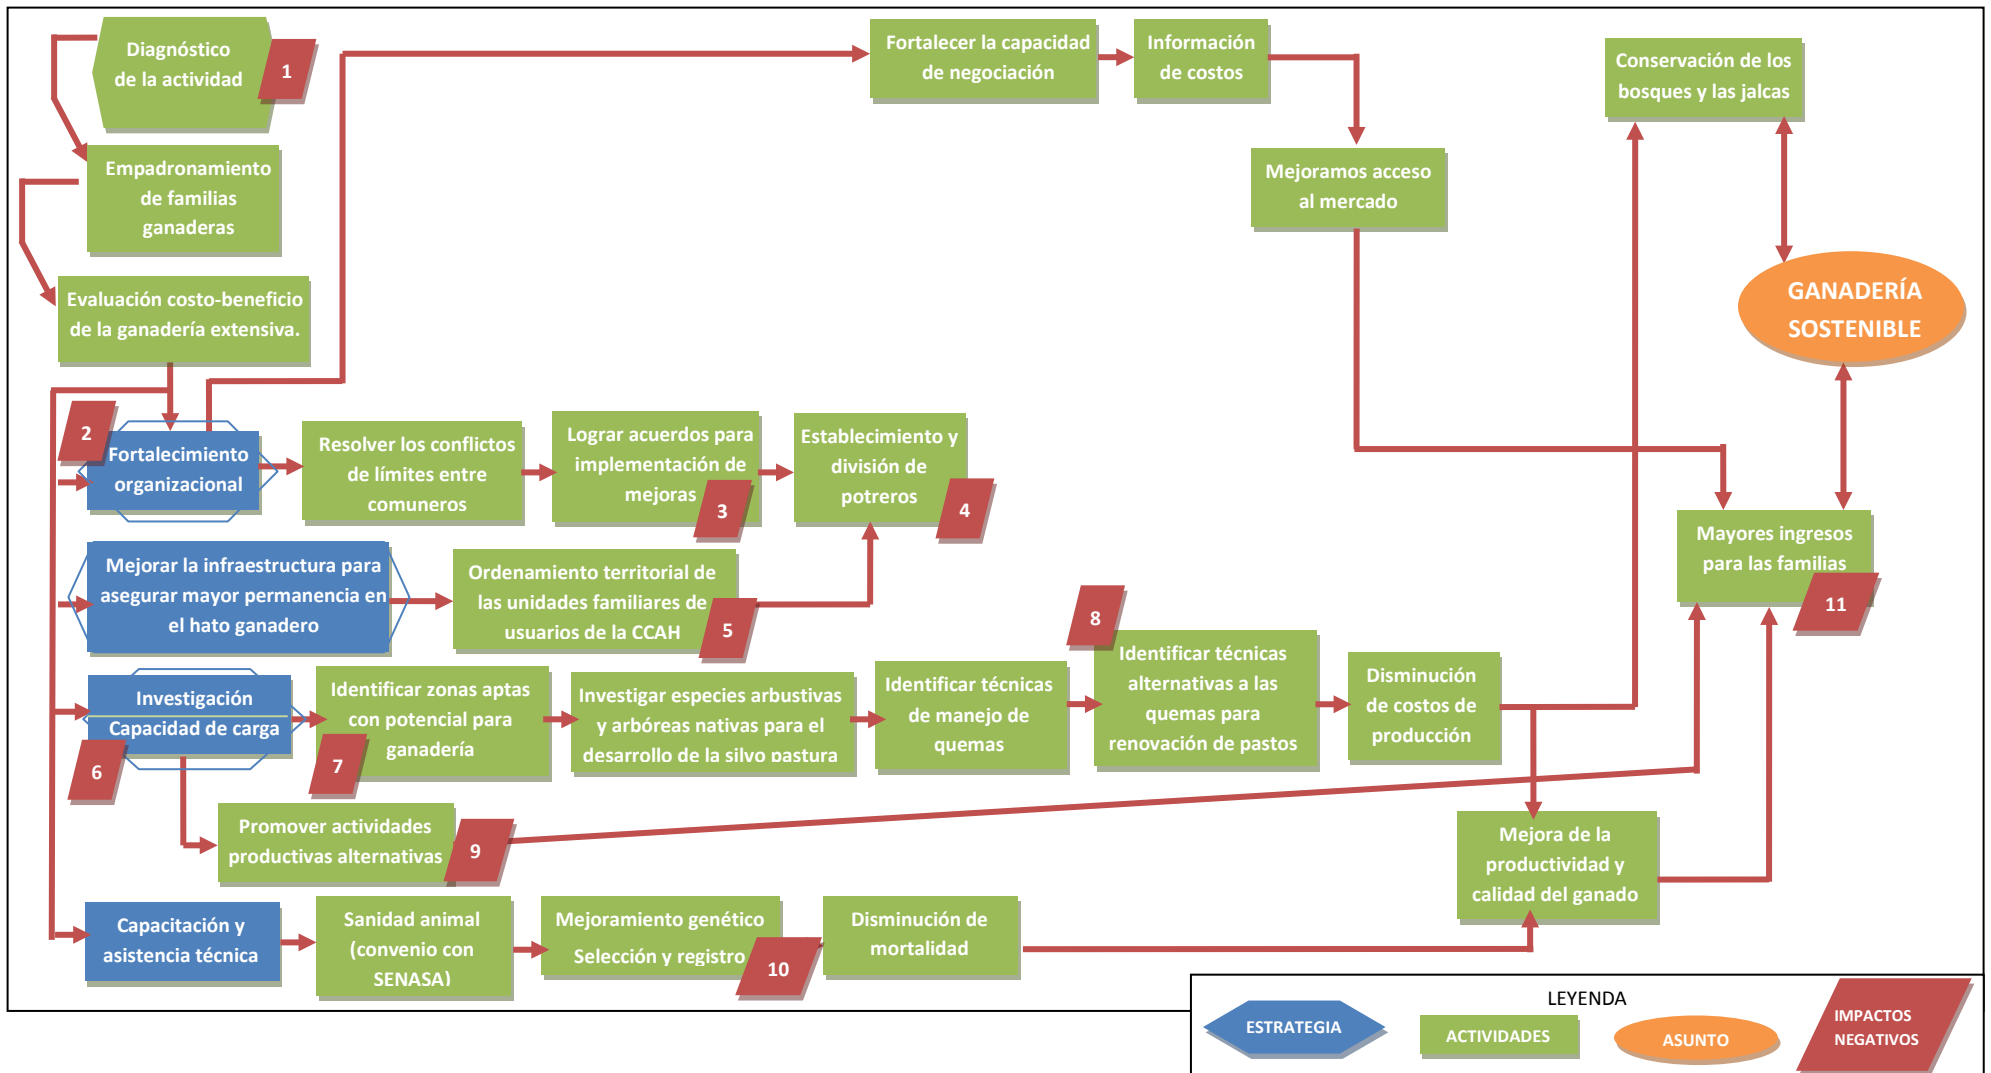 Diagnóstico
de la actividad
1
Fortalecer la capacidad
de negociación
Información
de costos
Conservación de los
bosques y las jalcas
Empadronamiento
de familias
ganaderas
Mejoramos acceso
al mercado
Evaluación costo-beneficio
de la ganadería extensiva.
GANADERÍA
SOSTENIBLE
2
Fortalecimiento
organizacional
Resolver los conflictos
de límites entre
comuneros
Lograr acuerdos para
implementación de
mejoras
3
Establecimiento y
división de
potreros
4
Mayores ingresos
para las familias
11
Mejorar la infraestructura para
asegurar mayor permanencia en
el hato ganadero
Ordenamiento territorial de
las unidades familiares de
usuarios de la CCAH
5
8
Investigación
Capacidad de carga
6
Identificar zonas aptas
con potencial para
ganadería
7
Investigar especies arbustivas
y arbóreas nativas para el
desarrollo de la silvo pastura
Identificar técnicas
de manejo de
quemas
Identificar técnicas
alternativas a las
quemas para
renovación de pastos
Disminución
de costos de
producción
Promover actividades
productivas alternativas
9
Mejora de la
productividad y
calidad del ganado
Capacitación y
asistencia técnica
Sanidad animal
(convenio con
SENASA)
Mejoramiento genético
Selección y registro
10
Disminución de
mortalidad
LEYENDA
ESTRATEGIA
ACTIVIDADES
ASUNTO
IMPACTOS
NEGATIVOS